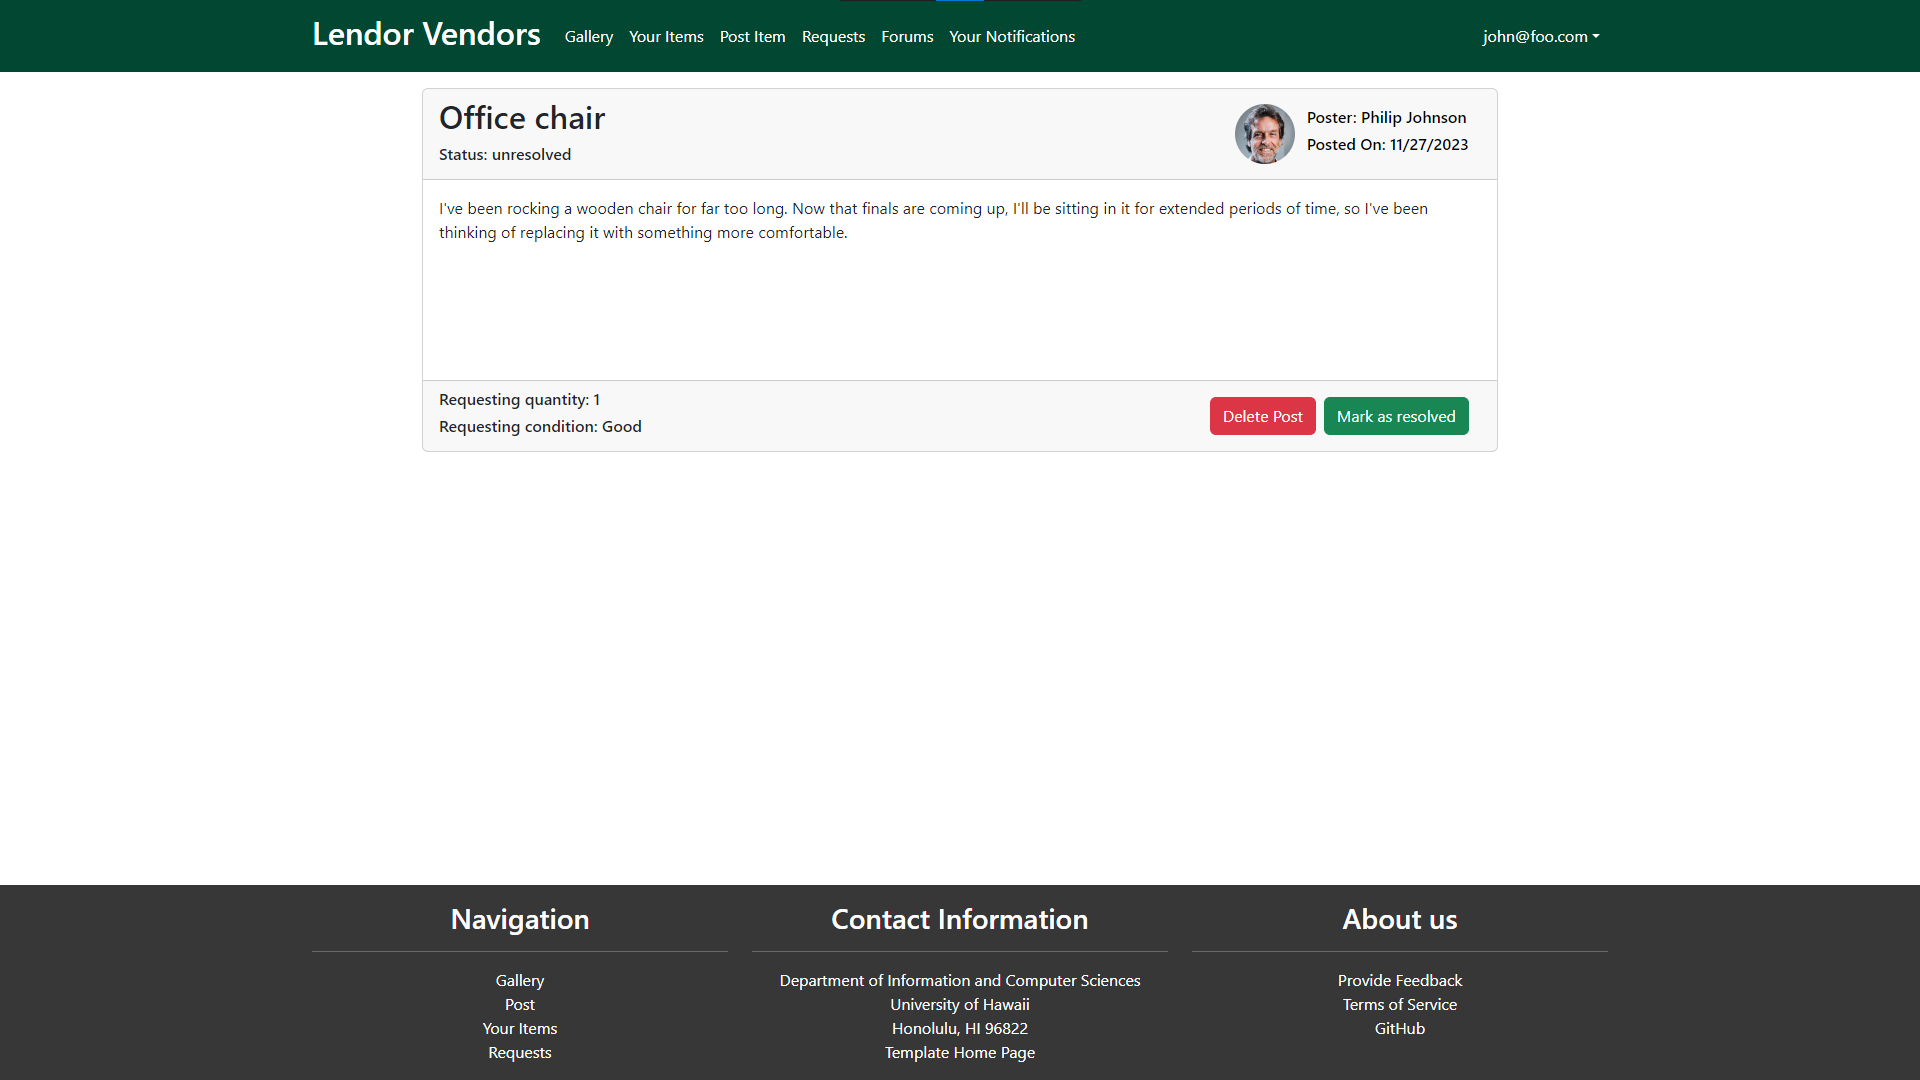 Lendor Vendors Gallery Your Items Post Item Requests Forums Your Notifications john@foo.com
Office chair
Status: unresolved
Poster: Philip Johnson
Posted On: 11/27/2023
I've been rocking a wooden chair for far too long. Now that finals are coming up, I'll be sitting in it for extended periods of time, so I've been
thinking of replacing it with something more comfortable.
Requesting quantity: 1
Requesting condition: Good
Delete Post Mark as resolved
Navigation
Gallery
Post
Your Items
Requests
Contact Information
Department of Information and Computer Sciences
University of Hawaii
Honolulu, HI 96822
Template Home Page
About us
Provide Feedback
Terms of Service
GitHub